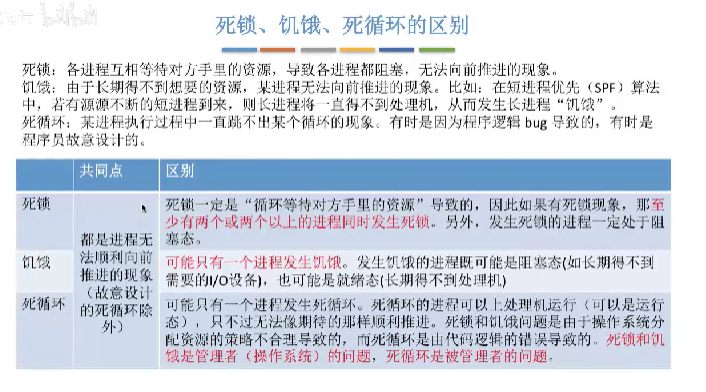 死锁、饥饿、死循环的区别
死锁：各进程互相等待对方手里的资源，导致各进程都阻塞，无法向前推进的现象。
饥饿：由于长期得不到想要的资源，某进程无法向前推进的现象。比如：在短进程优先（SPF）算法
中，若有源源不断的短进程到来，则长进程将一直得不到处理机，从而发生长进程“饥饿”。
死循环：某进程执行过程中一直跳不出某个循环的现象。有时是因为程序逻辑 bug 导致的，有时是
程序员故意设计的。
共同点
区别
死锁
都是进程无
法顺利向前
推进的现象
（故意设计
的死循环除
外）
死锁一定是“循环等待对方手里的资源”导致的，因此如果有死锁现象，那至
少有两个或两个以上的进程同时发生死锁。另外，发生死锁的进程一定处于阻
塞态。
饥饿
可能只有一个进程发生饥饿。发生饥饿的进程既可能是阻塞态(如长期得不到
需要的I/O设备)，也可能是就绪态(长期得不到处理机)
死循环
可能只有一个进程发生死循环。死循环的进程可以上处理机运行（可以是运行
态），只不过无法像期待的那样顺利推进。死锁和饥饿问题是由于操作系统分
配资源的策略不合理导致的，而死循环是由代码逻辑的错误导致的。死锁和饥
饿是管理者（操作系统）的问题，死循环是被管理者的问题。